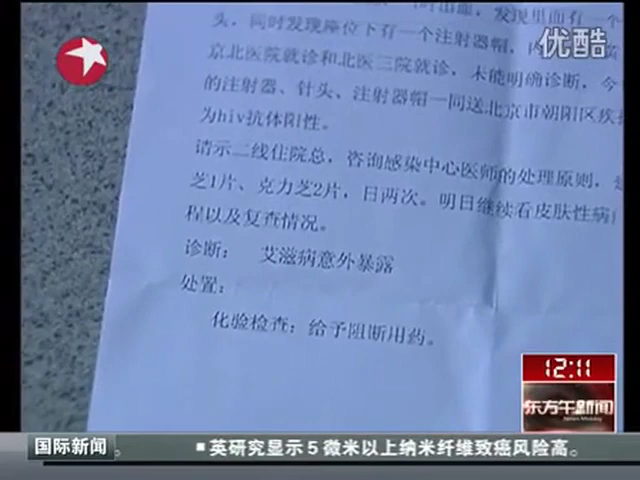 头，同时发现座位下有一个注射器帽，内
优酷
京北医院就诊和北医三院就诊，未能明确诊断，今
的注射器、针头、注射器帽一同送北京市朝阳区疾
为hiv抗体阳性。
请示二线住院总，咨询感染中心医师的处理原则，
芝1片、克力芝2片，日两次。明日继续看皮肤性病
程以及复查情况。
诊断： 艾滋病意外暴露
处置：
化验检查：给予阻断用药。
12:11
东方午新闻
国际新闻
■英研究显示5微米以上纳米纤维致癌风险高。